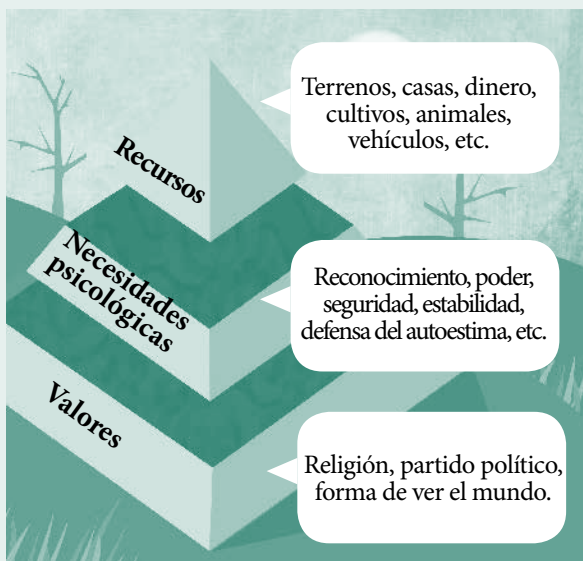 Recursos
Terrenos, casas, dinero,
cultivos, animales,
vehículos, etc.
Necesidades
psicológicas
Reconocimiento, poder,
seguridad, estabilidad,
defensa del autoestima, etc.
Valores
Religión, partido político,
forma de ver el mundo.